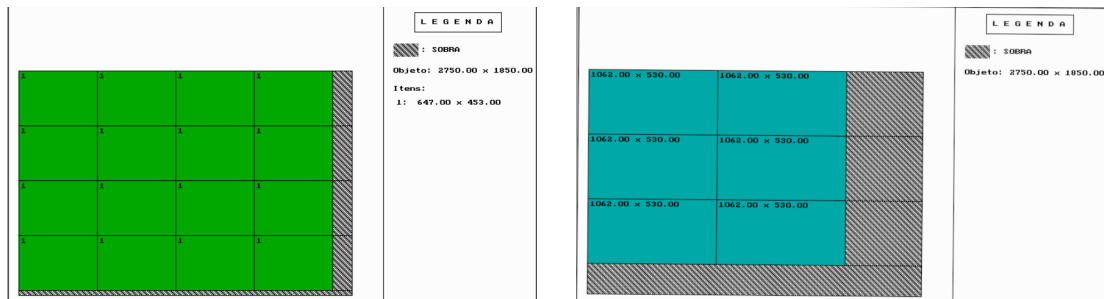 LEGENDA
: SOBRA
Objeto: 2750.00 x 1850.00
Itens:
1: 647.00 x 453.00
1 1 1 1
1 1 1 1
1 1 1 1
1 1 1 1
LEGENDA
: SOBRA
Objeto: 2750.00 x 1850.00
1062.00 x 530.00 1062.00 x 530.00
1062.00 x 530.00 1062.00 x 530.00
1062.00 x 530.00 1062.00 x 530.00